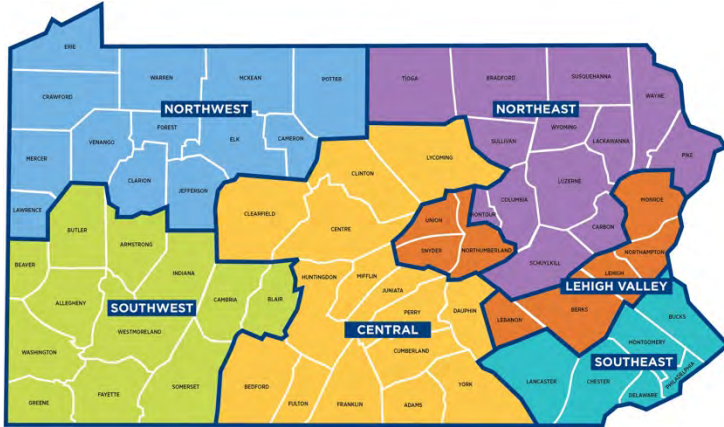 ERIE
WARREN
MCKEAN
POTTER
CRAWFORD
NORTHWEST
FOREST
VENANGO
ELK
CAMERON
MERCER
CLARION
JEFFERSON
LAWRENCE
TIOGA
BRADFORD
SUSQUEHANNA
WAYNE
NORTHEAST
WYOMING
SULLIVAN
LACKAWANNA
PIKE
LUZERNE
COLUMBIA
MONTOUR
CARBON
SCHUYLKILL
CLINTON
LYCOMING
CLEARFIELD
CENTRE
UNION
SNYDER
NORTHUMBERLAND
MONROE
NORTHAMPTON
LEHIGH
LEHIGH VALLEY
BERKS
LEBANON
BUTLER
ARMSTRONG
BEAVER
INDIANA
ALLEGHENY
CAMBRIA
BLAIR
SOUTHWEST
WESTMORELAND
WASHINGTON
FAYETTE
SOMERSET
GREENE
HUNTINGDON
MIFFLIN
JUNIATA
PERRY
DAUPHIN
CENTRAL
CUMBERLAND
BEDFORD
FULTON
FRANKLIN
ADAMS
YORK
BUCKS
MONTGOMERY
SOUTHEAST
PHILADELPHIA
LANCASTER
CHESTER
DELAWARE